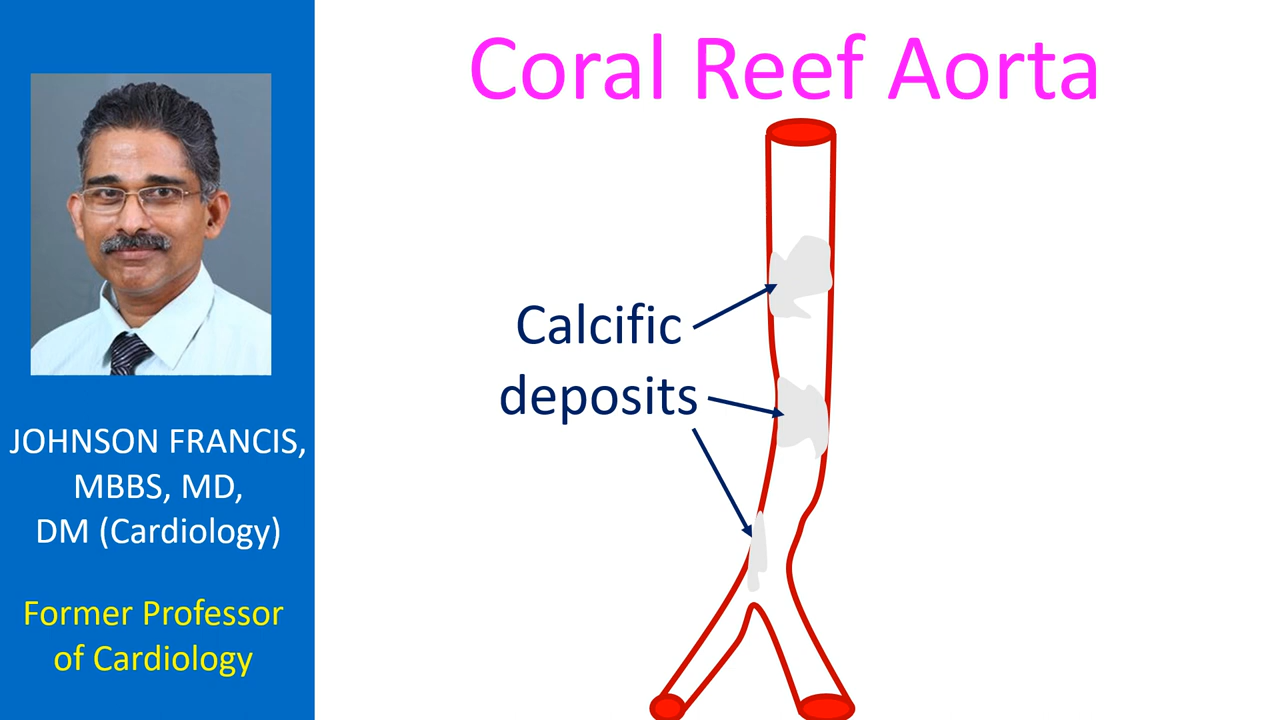 Coral Reef Aorta
Calcific
deposits
JOHNSON FRANCIS,
MBBS, MD,
DM (Cardiology)
Former Professor
of Cardiology